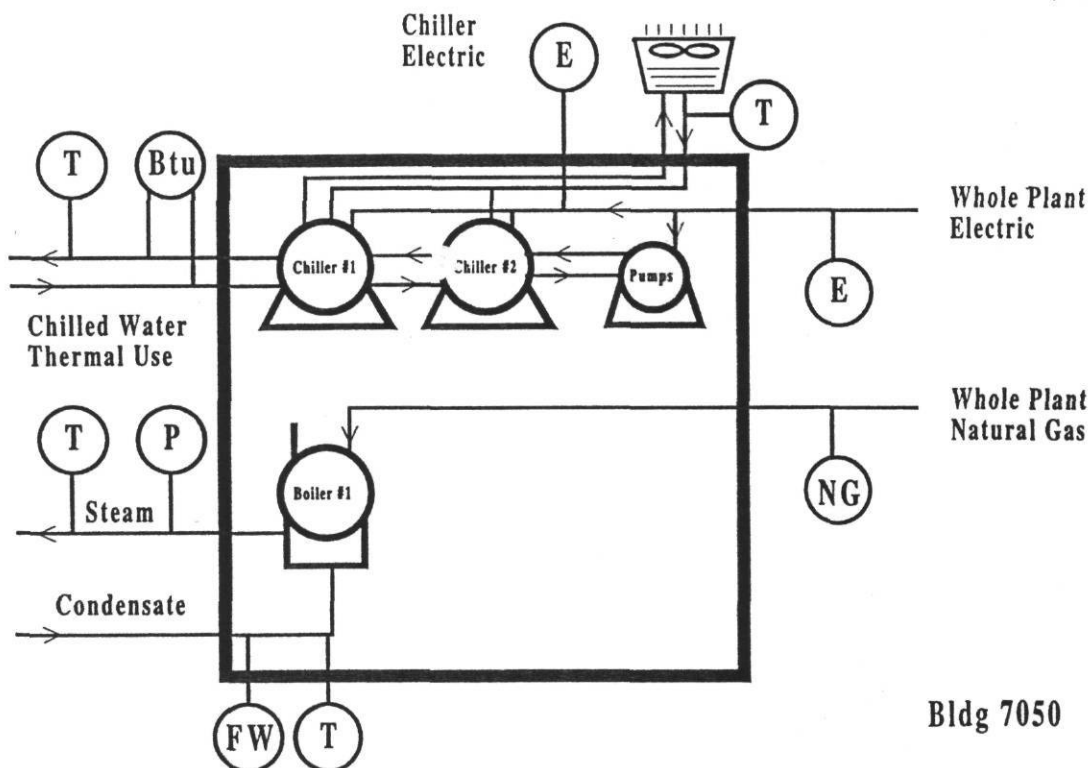 Chiller
Electric
E
T
T
Btu
Whole Plant
Electric
Chiller #1
Chiller #2
Pumps
E
Chilled Water
Thermal Use
Whole Plant
Natural Gas
T
P
Boiler #1
NG
Steam
Condensate
FW
T
Bldg 7050